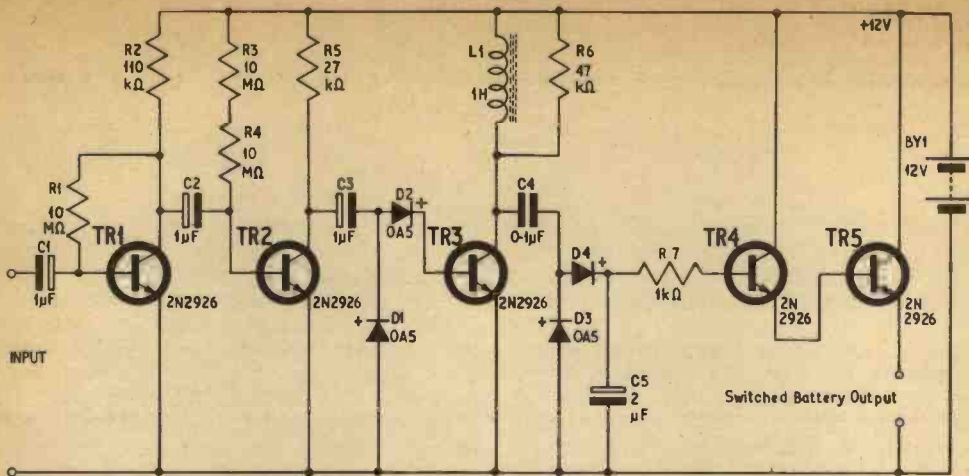 R2
110
kΩ
R3
10
MΩ
R5
27
kΩ
L1
1H
R6
47
kΩ
+12V
R4
10
MΩ
BY1
12V
R1
10
MΩ
C2
1μF
C3
1μF
D2
+
OA5
C4
0·1μF
TR1
TR2
TR3
D4
+
R 7
1kΩ
TR4
TR5
C1
1μF
2N2926
2N2926
2N2926
2N
2926
2N
2926
+
D1
OA5
+
D3
OA5
INPUT
C5
2
μF
Switched Battery Output